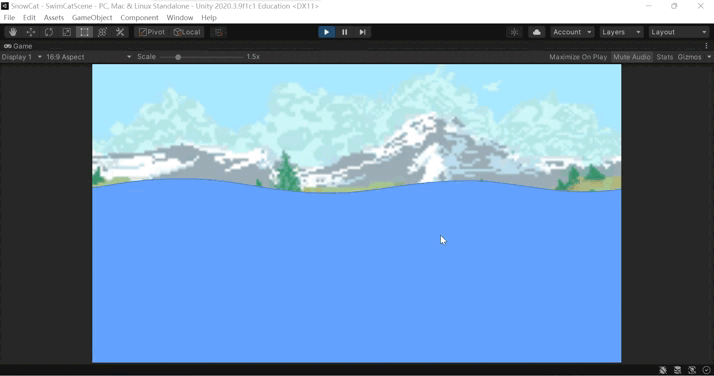 SnowCat - SwimCatScene - PC, Mac & Linux Standalone - Unity 2020.3.9f1c1 Education <DX11>
File Edit Assets GameObject Component Window Help
Pivot Local Account Layers Layout
Game
Display 1 16:9 Aspect Scale 1.5x Maximize On Play Mute Audio Stats Gizmos